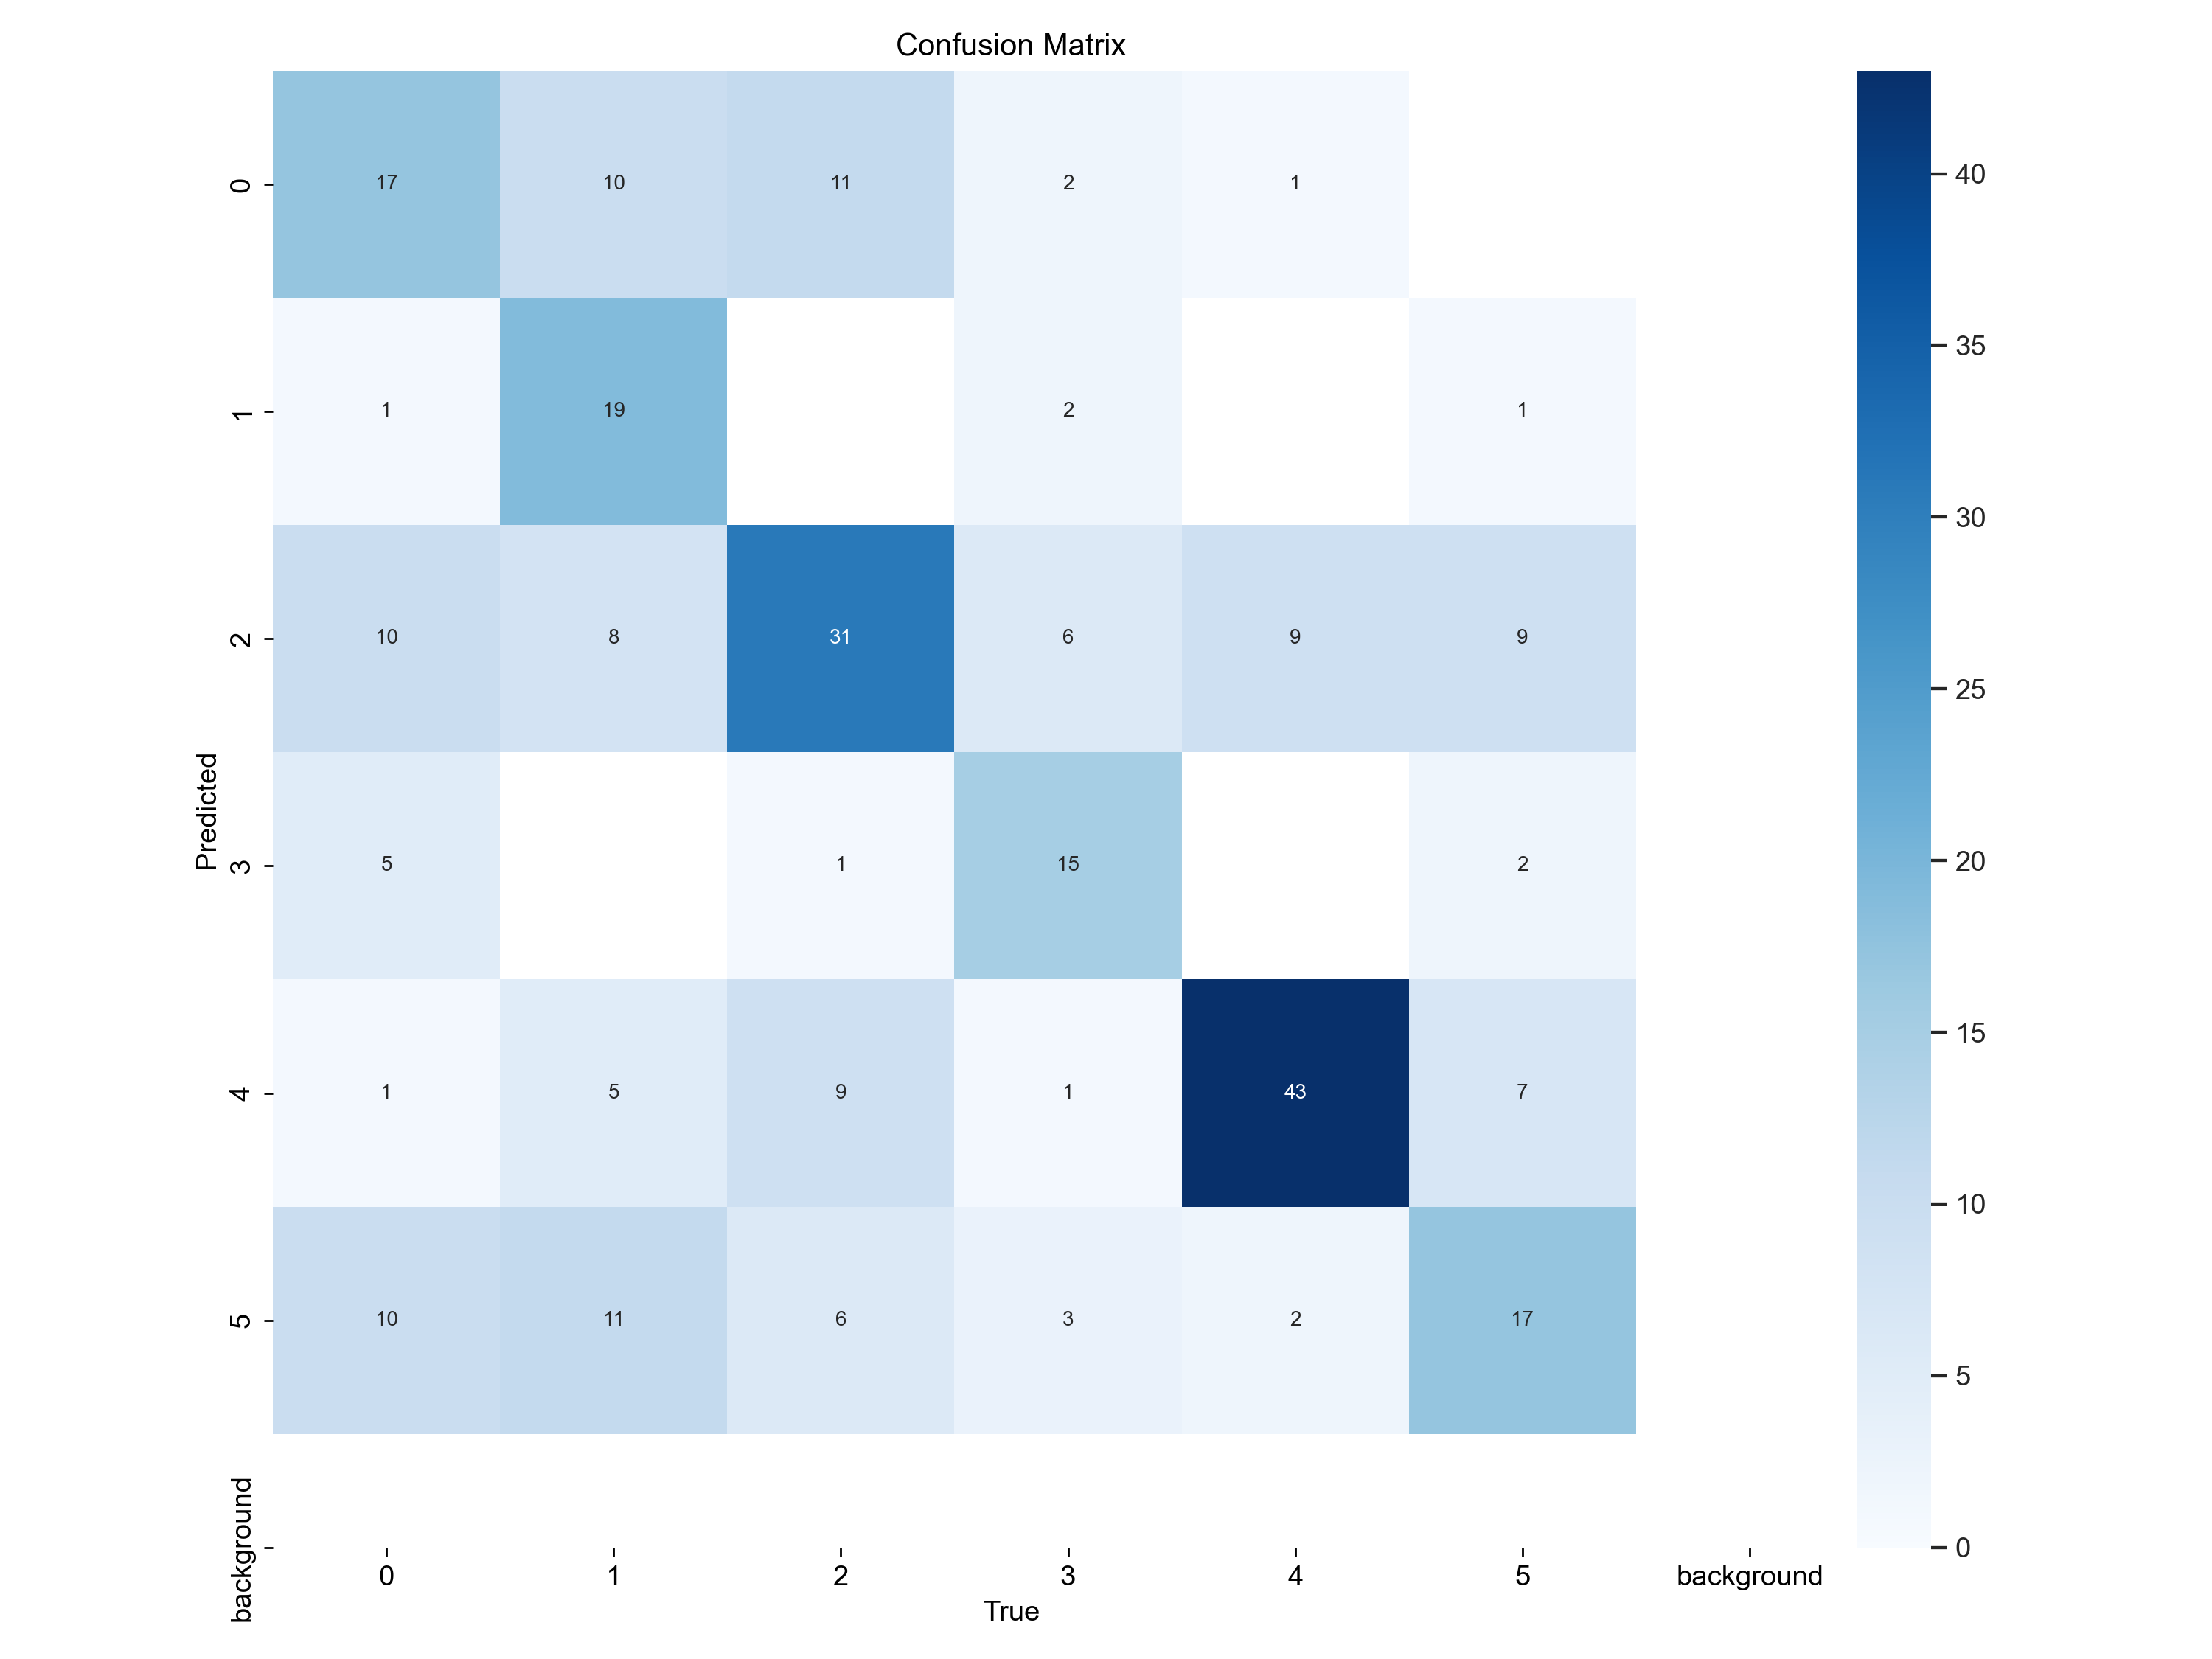 Confusion Matrix
0 17 10 11 2 1
1 1 19 2 1
2 10 8 31 6 9 9
3 5 1 15 2
4 1 5 9 1 43 7
5 10 11 6 3 2 17
background
0 1 2 3 4 5 background
True
Predicted
40
35
30
25
20
15
10
5
0